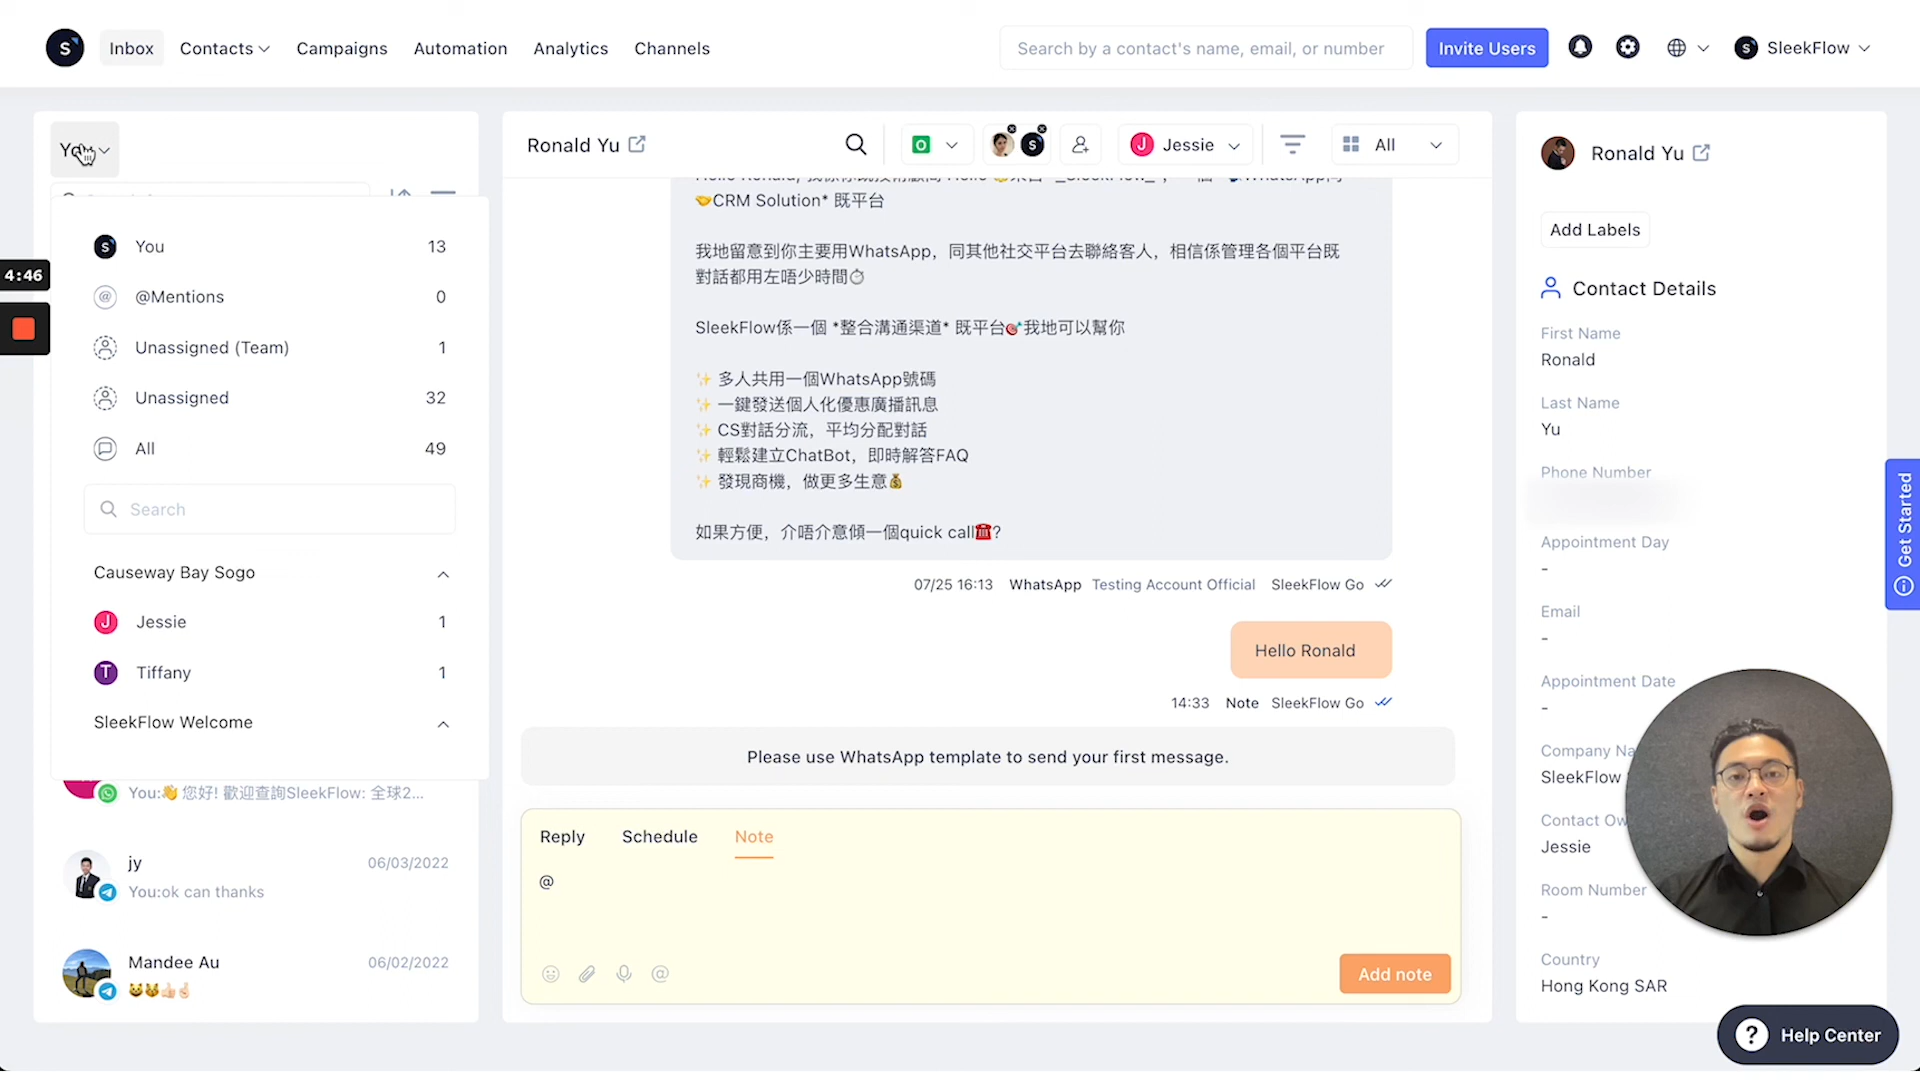 S
Inbox
Contacts
Campaigns
Automation
Analytics
Channels
Search by a contact's name, email, or number
Invite Users
S
SleekFlow
S
You
13
@Mentions
0
Unassigned (Team)
1
Unassigned
32
All
49
Search
Causeway Bay Sogo
J
Jessie
1
T
Tiffany
1
SleekFlow Welcome
4:46
You:👋 您好! 歡迎查詢SleekFlow: 全球2...
jy
06/03/2022
You:ok can thanks
Mandee Au
06/02/2022
Ronald Yu
O
S
J
Jessie
All
🤝CRM Solution* 既平台
我地留意到你主要用WhatsApp，同其他社交平台去聯絡客人，相信係管理各個平台既
對話都用左唔少時間⏱
SleekFlow係一個 *整合溝通渠道* 既平台🎯我地可以幫你
✨ 多人共用一個WhatsApp號碼
✨ 一鍵發送個人化優惠廣播訊息
✨ CS對話分流，平均分配對話
✨ 輕鬆建立ChatBot，即時解答FAQ
✨ 發現商機，做更多生意💰
如果方便，介唔介意傾一個quick call☎️?
07/25 16:13 WhatsApp Testing Account Official SleekFlow Go
Hello Ronald
14:33 Note SleekFlow Go
Please use WhatsApp template to send your first message.
Reply
Schedule
Note
@
Add note
Ronald Yu
Add Labels
Contact Details
First Name
Ronald
Last Name
Yu
Phone Number
Appointment Day
-
Email
-
Appointment Date
-
Company
SleekFlow
Contact
Jessie
Room Number
-
Country
Hong Kong SAR
Get Started
? Help Center